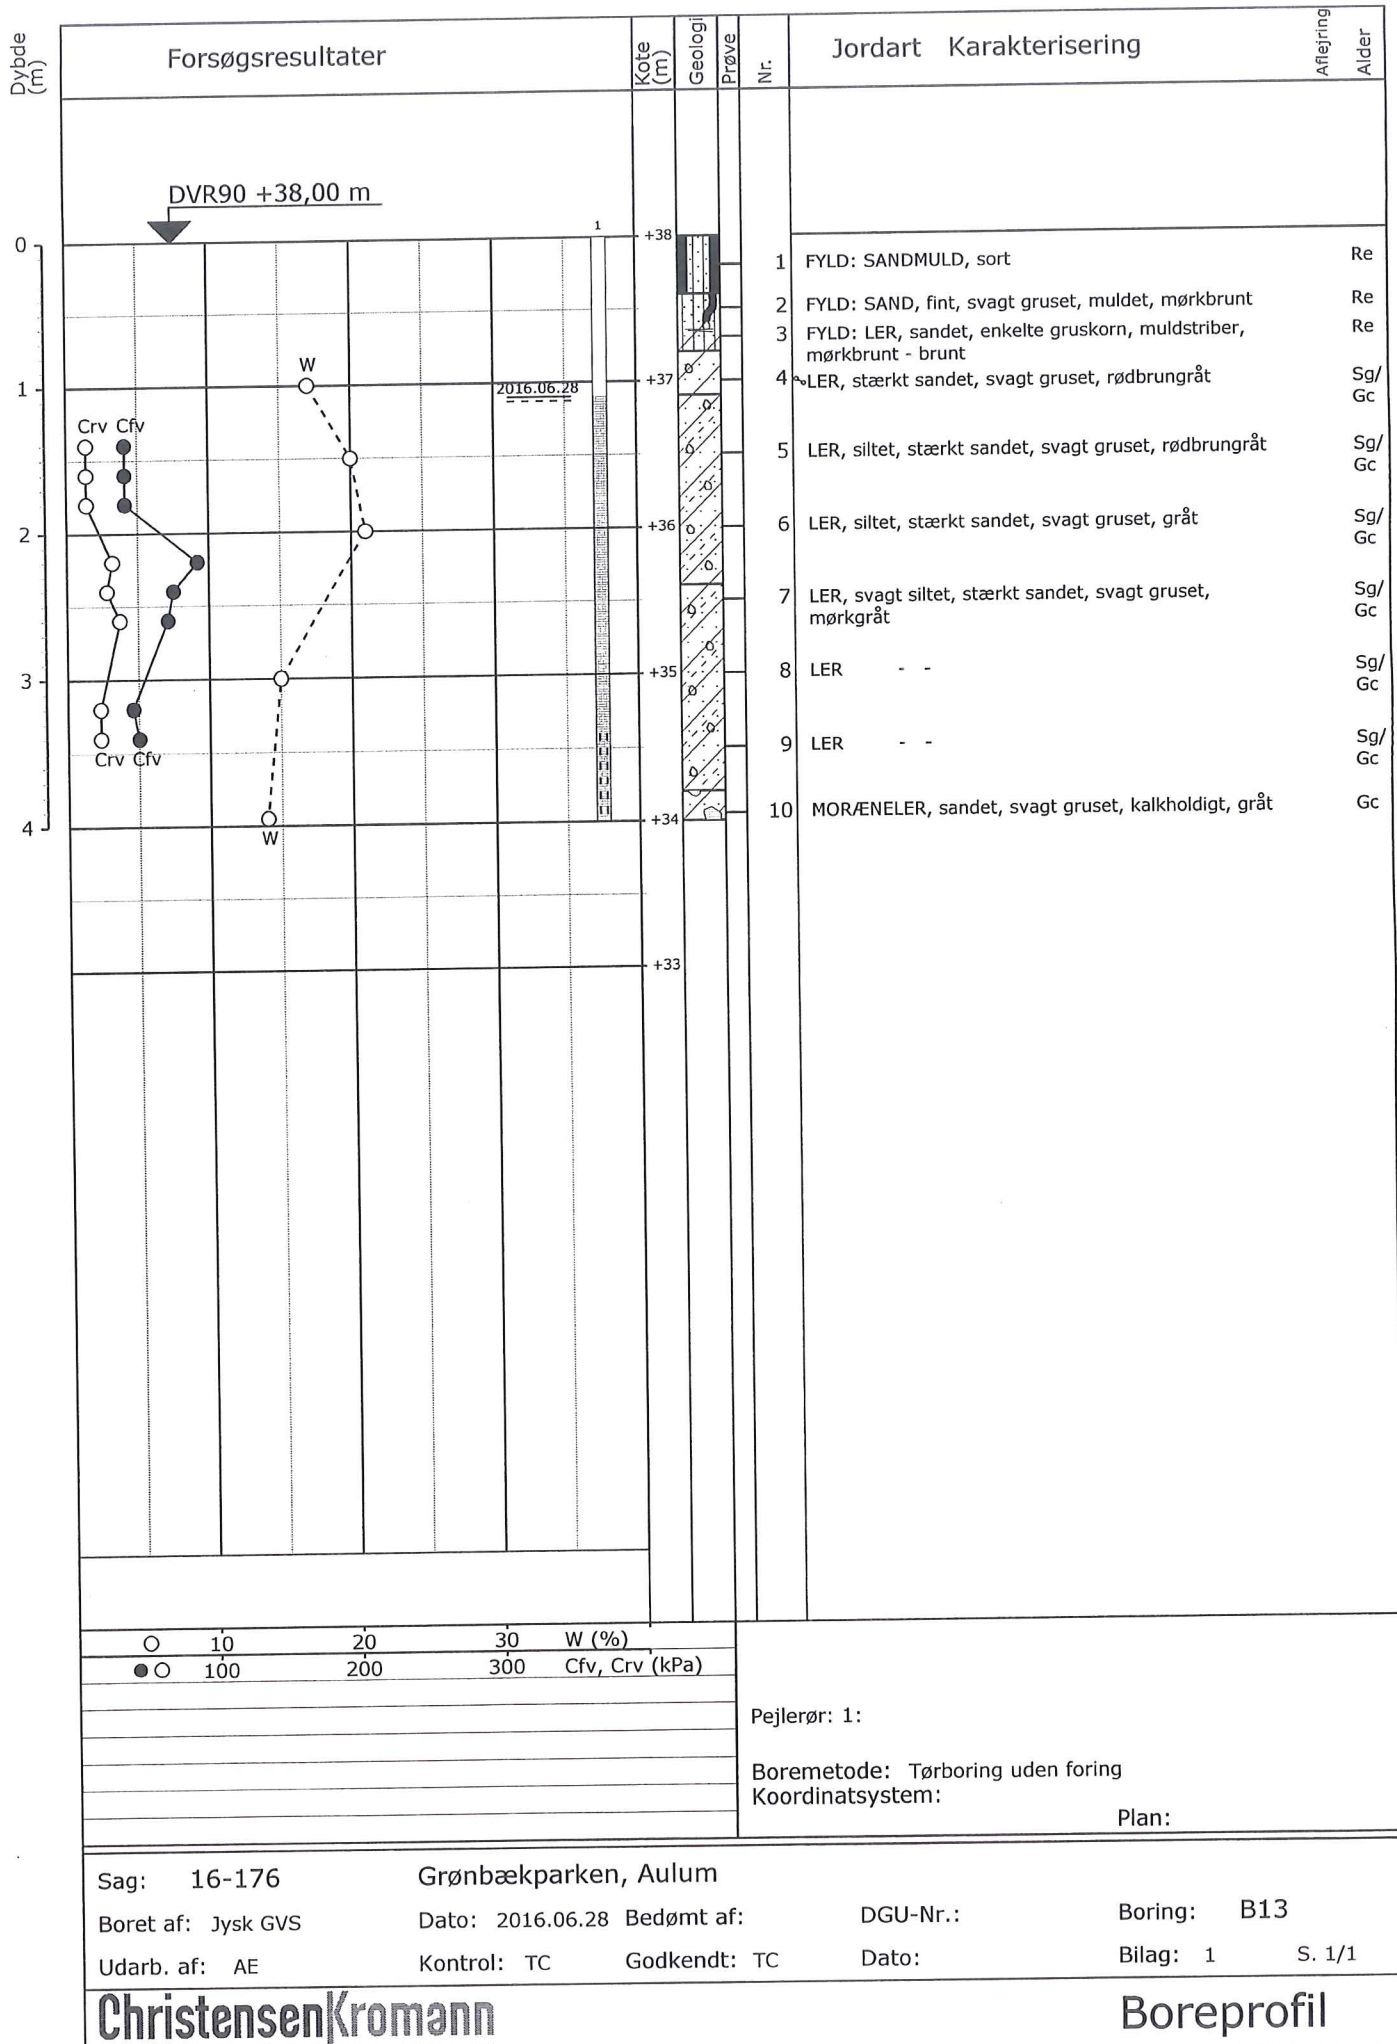 Dybde (m)
Forsøgsresultater
Kote (m)
Geologi
Prøve
Nr.
Jordart Karakterisering
Aflejring
Alder
DVR90 +38,00 m
1
0
+38
1 FYLD: SANDMULD, sort Re
2 FYLD: SAND, fint, svagt gruset, muldet, mørkbrunt Re
3 FYLD: LER, sandet, enkelte gruskorn, muldstriber, Re
mørkbrunt - brunt
W
1
2016.06.28
+37
4 LER, stærkt sandet, svagt gruset, rødbrungråt Sg/
Gc
Crv Cfv
5 LER, siltet, stærkt sandet, svagt gruset, rødbrungråt Sg/
Gc
2
+36
6 LER, siltet, stærkt sandet, svagt gruset, gråt Sg/
Gc
7 LER, svagt siltet, stærkt sandet, svagt gruset, Sg/
mørkgråt Gc
3
+35
8 LER - - Sg/
Gc
Crv Cfv
9 LER - - Sg/
Gc
4
W
+34
10 MORÆNELER, sandet, svagt gruset, kalkholdigt, gråt Gc
+33
10 20 30 W (%)
100 200 300 Cfv, Crv (kPa)
Pejlerør: 1:
Boremetode: Tørboring uden foring
Koordinatsystem:
Plan:
Sag: 16-176 Grønbækparken, Aulum
Boret af: Jysk GVS Dato: 2016.06.28 Bedømt af: DGU-Nr.: Boring: B13
Udarb. af: AE Kontrol: TC Godkendt: TC Dato: Bilag: 1 S. 1/1
ChristensenKromann Boreprofil